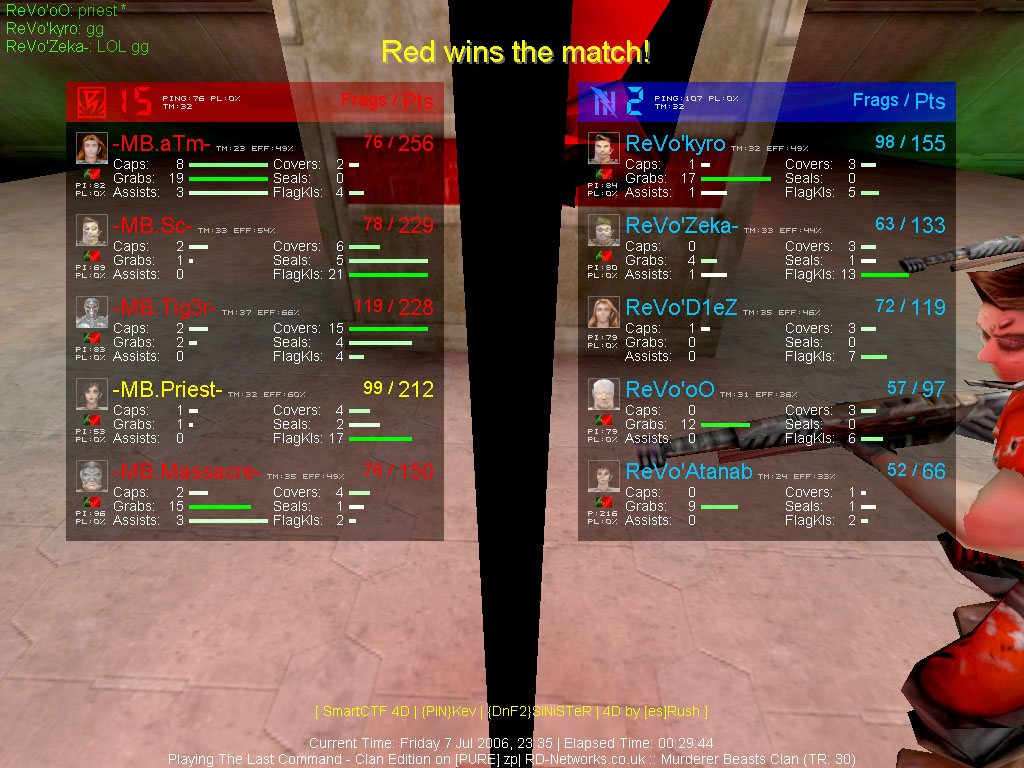 ReVo'oO: priest *
ReVo'kyro: gg
ReVo'Zeka-: LOL gg
Red wins the match!
15 PING:76 PL:0% TM:32 Frags / Pts
-MB.aTm- TM:23 EFF:49% 76 / 256
Caps: 8 Covers: 2
Grabs: 19 Seals: 0
Assists: 3 FlagKls: 4
PI:82
PL:0%
-MB.Sc- TM:33 EFF:54% 78 / 229
Caps: 2 Covers: 6
Grabs: 1 Seals: 5
Assists: 0 FlagKls: 21
PI:69
PL:0%
-MB.Tig3r- TM:37 EFF:66% 119 / 228
Caps: 2 Covers: 15
Grabs: 2 Seals: 4
Assists: 0 FlagKls: 4
PI:83
PL:0%
-MB.Priest- TM:32 EFF:60% 99 / 212
Caps: 1 Covers: 4
Grabs: 1 Seals: 2
Assists: 0 FlagKls: 17
PI:53
PL:0%
-MB.Massacre- TM:35 EFF:49% 76 / 150
Caps: 2 Covers: 4
Grabs: 15 Seals: 1
Assists: 3 FlagKls: 2
PI:96
PL:0%
2 PING:107 PL:0% TM:32 Frags / Pts
ReVo'kyro TM:32 EFF:49% 98 / 155
Caps: 1 Covers: 3
Grabs: 17 Seals: 0
Assists: 1 FlagKls: 5
PI:84
PL:0%
ReVo'Zeka- TM:33 EFF:44% 63 / 133
Caps: 0 Covers: 3
Grabs: 4 Seals: 1
Assists: 1 FlagKls: 13
PI:80
PL:0%
ReVo'D1eZ TM:35 EFF:46% 72 / 119
Caps: 1 Covers: 3
Grabs: 0 Seals: 0
Assists: 0 FlagKls: 7
PI:79
PL:0%
ReVo'oO TM:31 EFF:36% 57 / 97
Caps: 0 Covers: 3
Grabs: 12 Seals: 0
Assists: 0 FlagKls: 6
PI:79
PL:0%
ReVo'Atanab TM:24 EFF:33% 52 / 66
Caps: 0 Covers: 1
Grabs: 9 Seals: 1
Assists: 0 FlagKls: 2
P:216
PL:0%
[ SmartCTF 4D | {PiN}Kev | {DnF2}SiNiSTeR | 4D by [es]Rush ]
Current Time: Friday 7 Jul 2006, 23:35 | Elapsed Time: 00:29:44
Playing The Last Command - Clan Edition on [PURE] zp| RD-Networks.co.uk :: Murderer Beasts Clan (TR: 30)